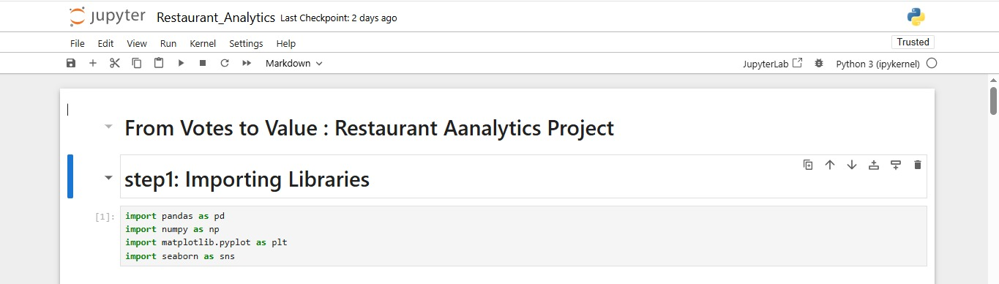 jupyter Restaurant_Analytics Last Checkpoint: 2 days ago
File Edit View Run Kernel Settings Help Trusted
Markdown JupyterLab Python 3 (ipykernel)
From Votes to Value : Restaurant Aanalytics Project
step1: Importing Libraries
[1]: import pandas as pd
import numpy as np
import matplotlib.pyplot as plt
import seaborn as sns